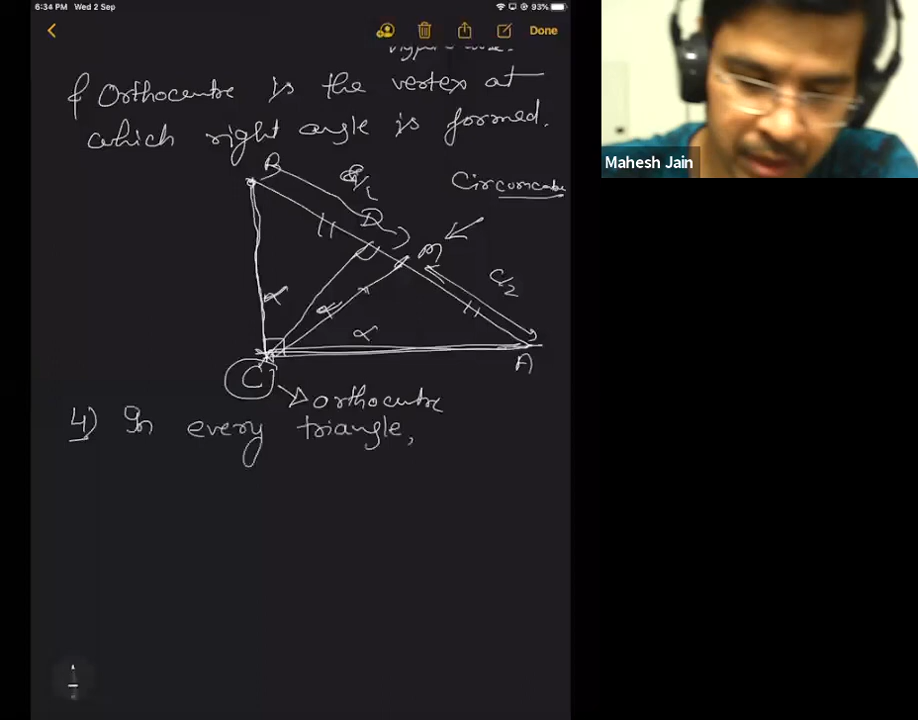 6:34 PM Wed 2 Sep
93%
Done
& Orthocentre is the vertex at
which right angle is formed.
B
Circumcentre
D
M
C/2
α
α
A
C
orthocentre
4) In every triangle,
Mahesh Jain